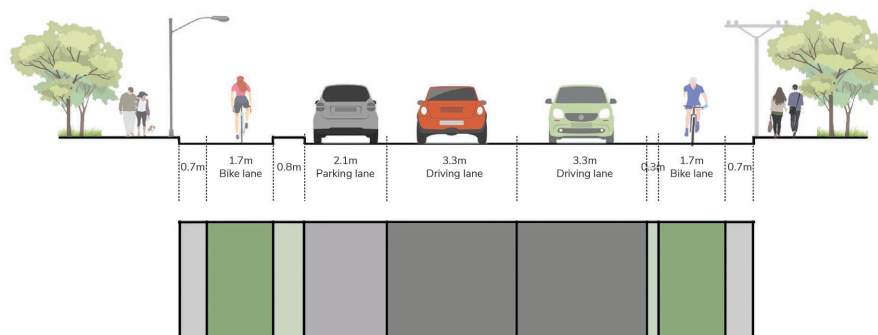 0.7m
1.7m
Bike lane
0.8m
2.1m
Parking lane
3.3m
Driving lane
3.3m
Driving lane
0.3m
1.7m
Bike lane
0.7m